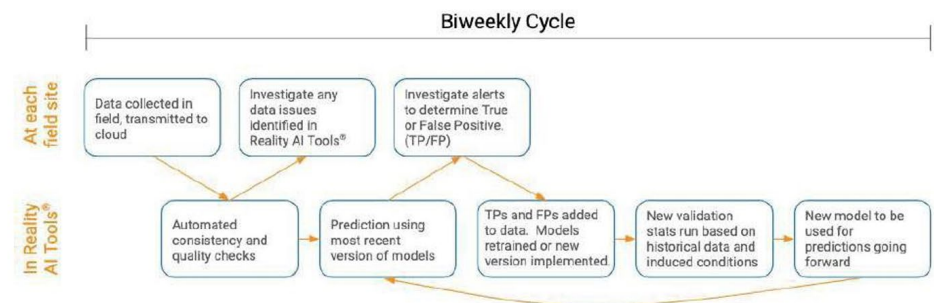 Biweekly Cycle
At each
field site
Data collected in
field, transmitted to
cloud
Investigate any
data issues
identified in
Reality AI Tools®
Investigate alerts
to determine True
or False Positive.
(TP/FP)
In Reality
AI Tools®
Automated
consistency and
quality checks
Prediction using
most recent
version of models
TPs and FPs added
to data. Models
retrained or new
version implemented.
New validation
stats run based on
historical data and
induced conditions
New model to be
used for
predictions going
forward